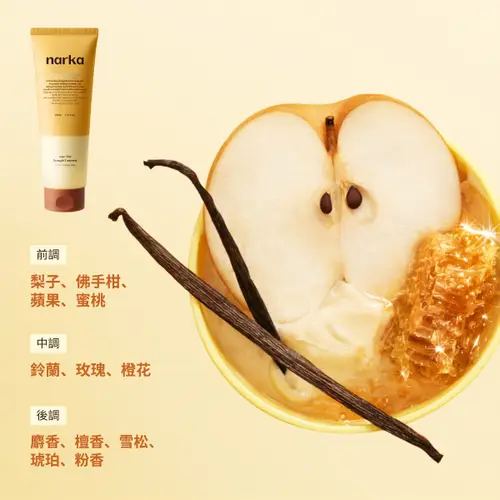 narka
前調
梨子、佛手柑、
蘋果、蜜桃
中調
鈴蘭、玫瑰、橙花
後調
麝香、檀香、雪松、
琥珀、粉香